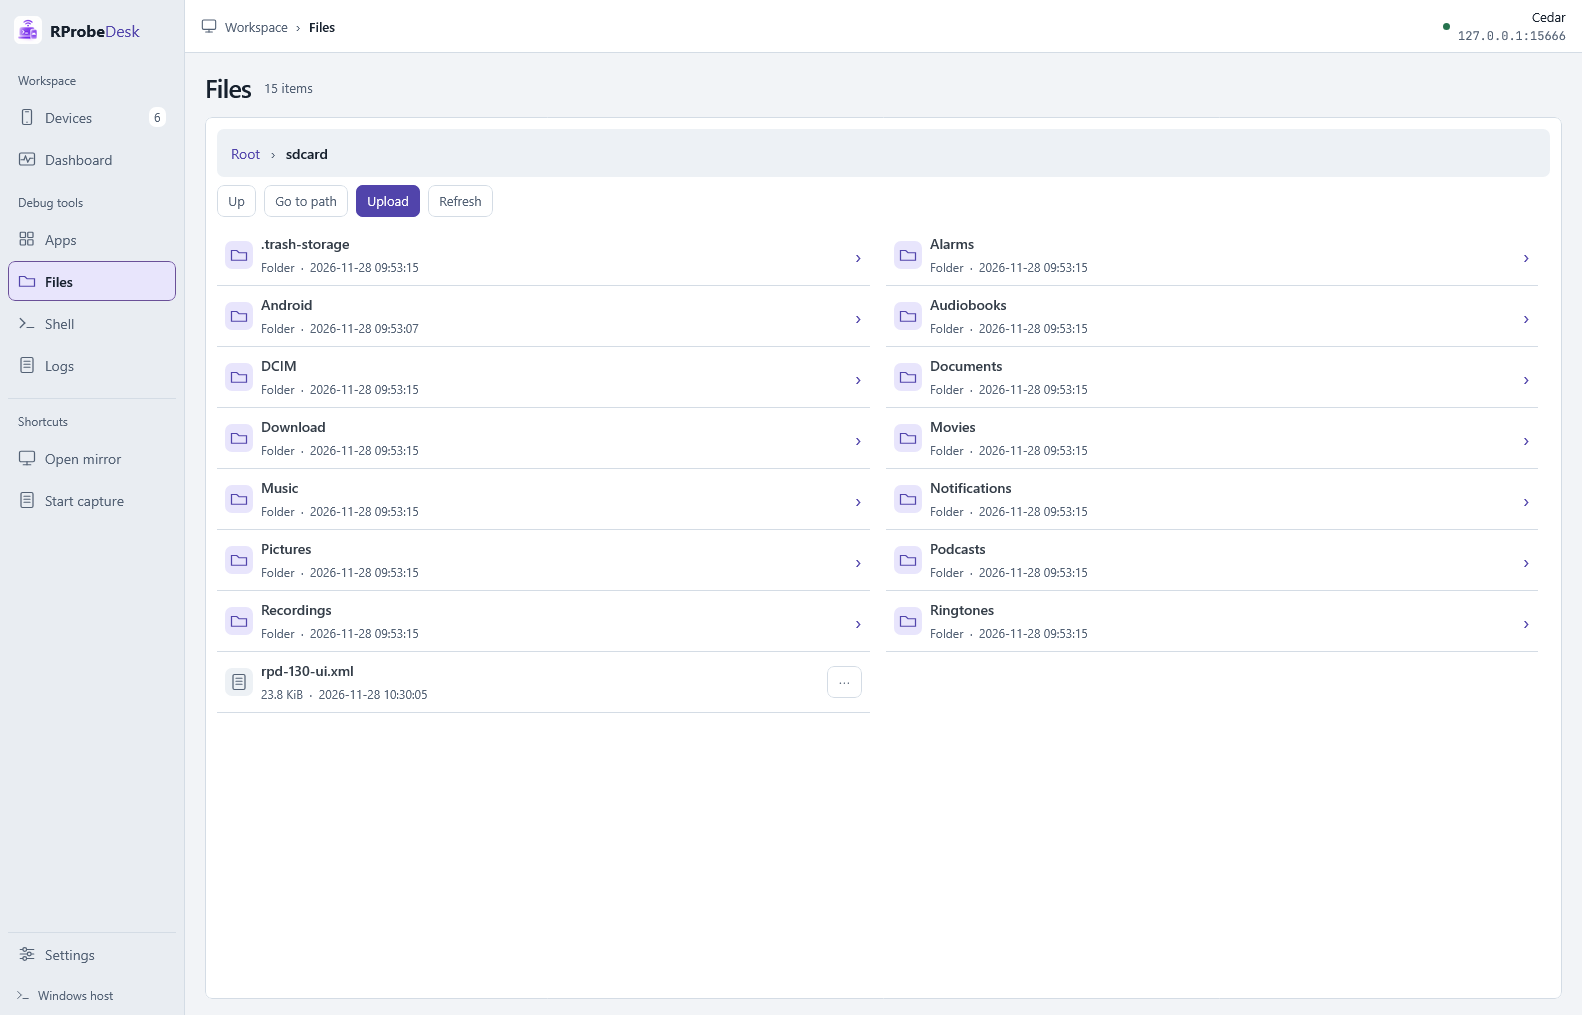 RProbeDesk
Workspace
Devices 6
Dashboard
Debug tools
Apps
Files
Shell
Logs
Shortcuts
Open mirror
Start capture
Settings
Windows host
Workspace › Files
Cedar
127.0.0.1:15666
Files 15 items
Root › sdcard
Up Go to path Upload Refresh
.trash-storage
Folder · 2026-11-28 09:53:15
Alarms
Folder · 2026-11-28 09:53:15
Android
Folder · 2026-11-28 09:53:07
Audiobooks
Folder · 2026-11-28 09:53:15
DCIM
Folder · 2026-11-28 09:53:15
Documents
Folder · 2026-11-28 09:53:15
Download
Folder · 2026-11-28 09:53:15
Movies
Folder · 2026-11-28 09:53:15
Music
Folder · 2026-11-28 09:53:15
Notifications
Folder · 2026-11-28 09:53:15
Pictures
Folder · 2026-11-28 09:53:15
Podcasts
Folder · 2026-11-28 09:53:15
Recordings
Folder · 2026-11-28 09:53:15
Ringtones
Folder · 2026-11-28 09:53:15
rpd-130-ui.xml
23.8 KiB · 2026-11-28 10:30:05
...